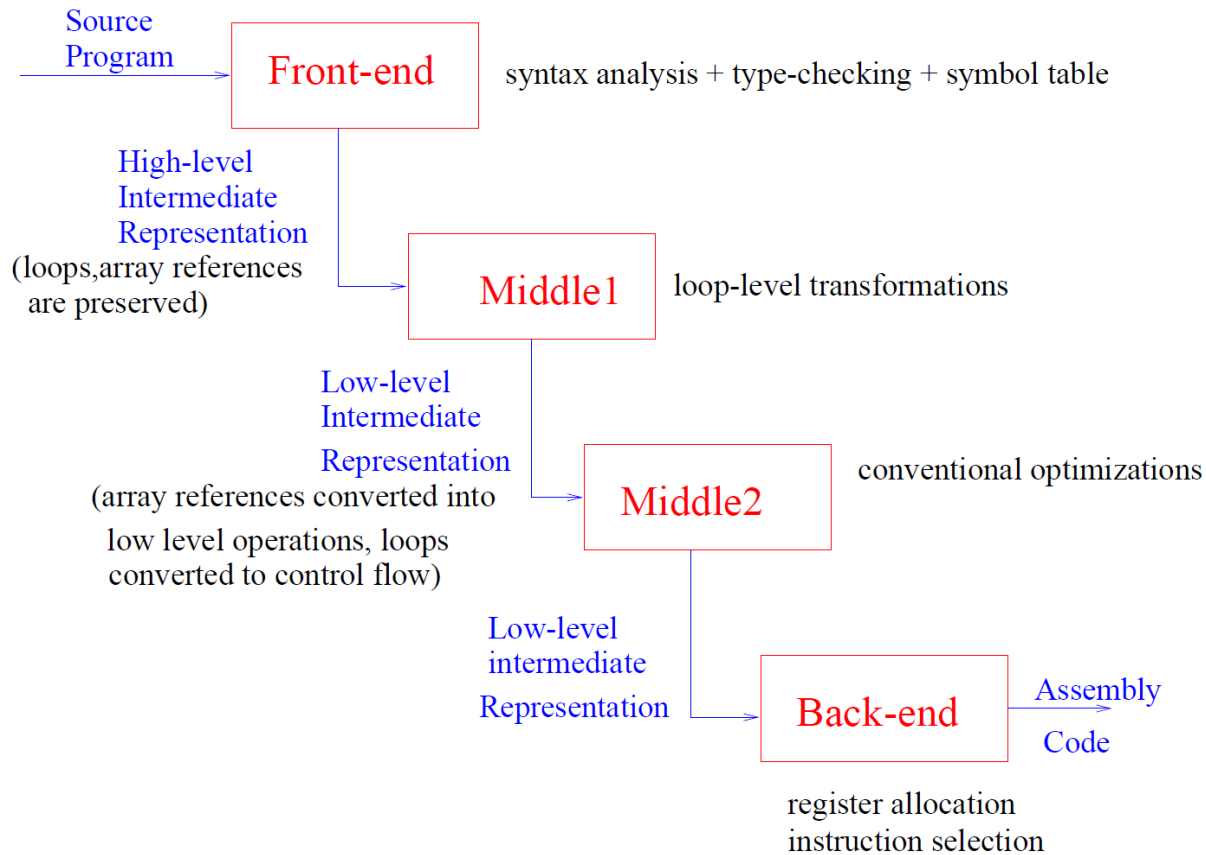 Source
Program
Front-end
syntax analysis + type-checking + symbol table
High-level
Intermediate
Representation
(loops,array references
are preserved)
Middle1
loop-level transformations
Low-level
Intermediate
Representation
(array references converted into
low level operations, loops
converted to control flow)
Middle2
conventional optimizations
Low-level
intermediate
Representation
Back-end
Assembly
Code
register allocation
instruction selection